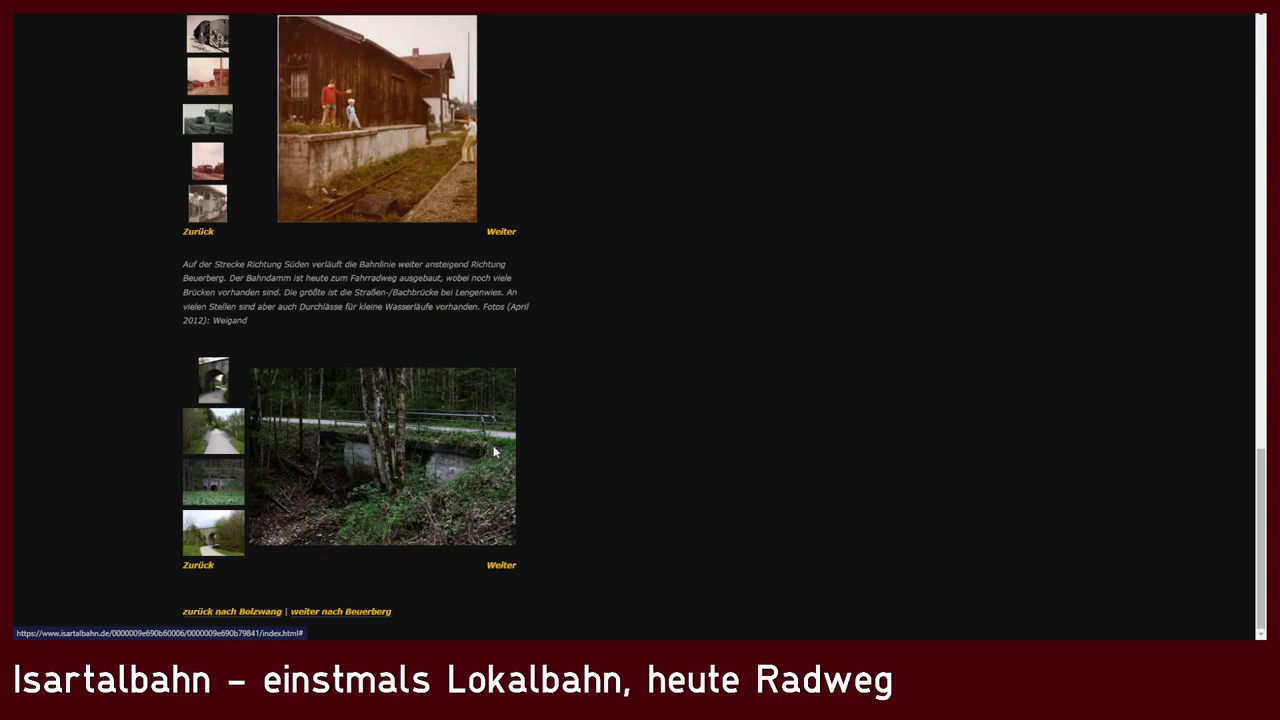 Zurück
Weiter
Auf der Strecke Richtung Süden verläuft die Bahnlinie weiter ansteigend Richtung
Beuerberg. Der Bahndamm ist heute zum Fahrradweg ausgebaut, wobei noch viele
Brücken vorhanden sind. Die größte ist die Straßen-/Bachbrücke bei Lengenwies. An
vielen Stellen sind aber auch Durchlässe für kleine Wasserläufe vorhanden. Fotos (April
2012): Weigand
Zurück
Weiter
zurück nach Bolzwang | weiter nach Beuerberg
https://www.isartalbahn.de/0000009e690b60006/0000009e690b79841/index.html#
Isartalbahn – einstmals Lokalbahn, heute Radweg